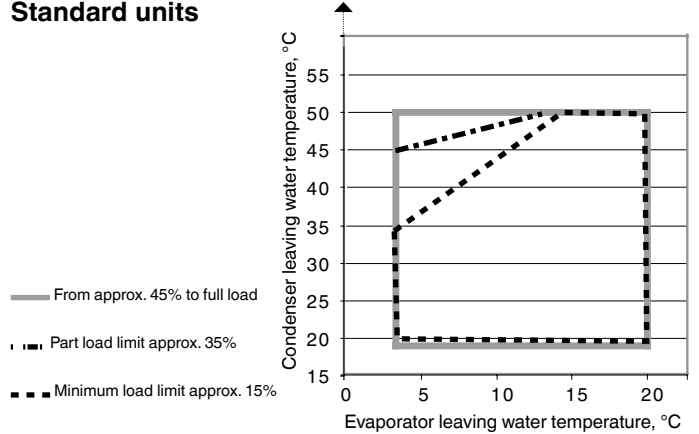 Standard units
Condenser leaving water temperature, °C
55
50
45
40
35
30
25
20
15
0 5 10 15 20
Evaporator leaving water temperature, °C
From approx. 45% to full load
Part load limit approx. 35%
Minimum load limit approx. 15%